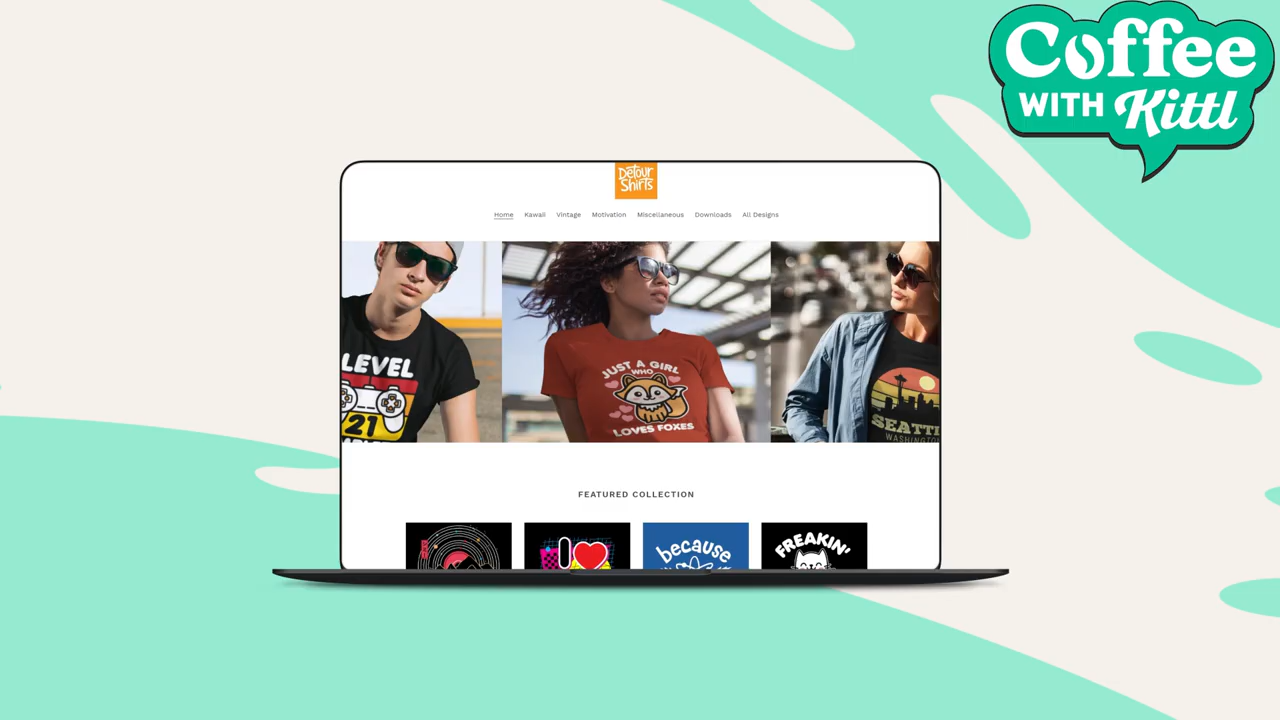 Coffee
WITH Kittl
Detour
Shirts
Home Kawaii Vintage Motivation Miscellaneous Downloads All Designs
LEVEL
21
JUST A GIRL
WHO
LOVES FOXES
SEATTL
WASHINGTON
FEATURED COLLECTION
I
because
FREAKIN'